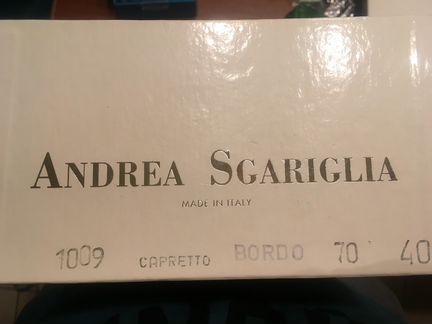 ANDREA SGARIGLIA
MADE IN ITALY
1009 CAPRETTO BORDO 70 40